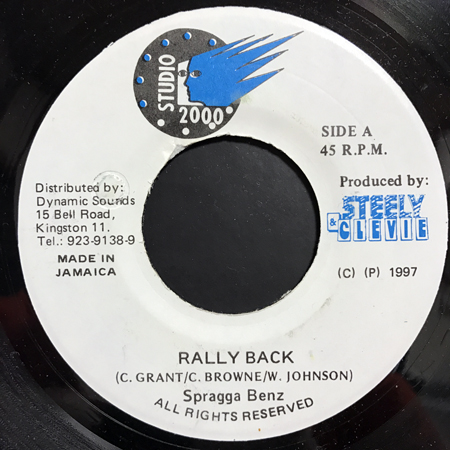 STUDIO
2000
SIDE A
45 R.P.M.
Distributed by:
Dynamic Sounds
15 Bell Road,
Kingston 11.
Tel.: 923-9138-9
MADE IN
JAMAICA
Produced by:
STEELY
& CLEVIE
(C) (P) 1997
RALLY BACK
(C. GRANT/C. BROWNE/W. JOHNSON)
Spragga Benz
ALL RIGHTS RESERVED